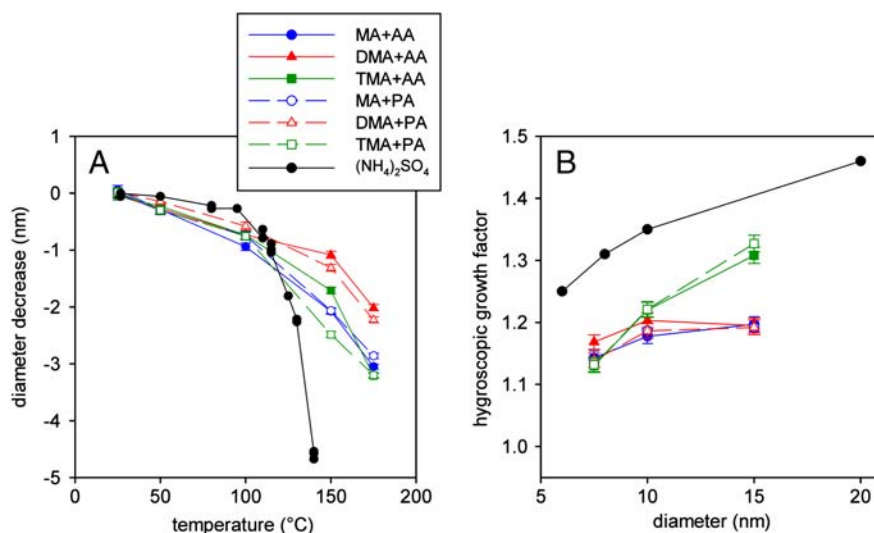 MA+AA
DMA+AA
TMA+AA
MA+PA
DMA+PA
TMA+PA
(NH₄)₂SO₄
A
1
0
-1
-2
-3
-4
-5
diameter decrease (nm)
0 50 100 150 200
temperature (°C)
B
1.5
1.4
1.3
1.2
1.1
1.0
hygroscopic growth factor
5 10 15 20
diameter (nm)